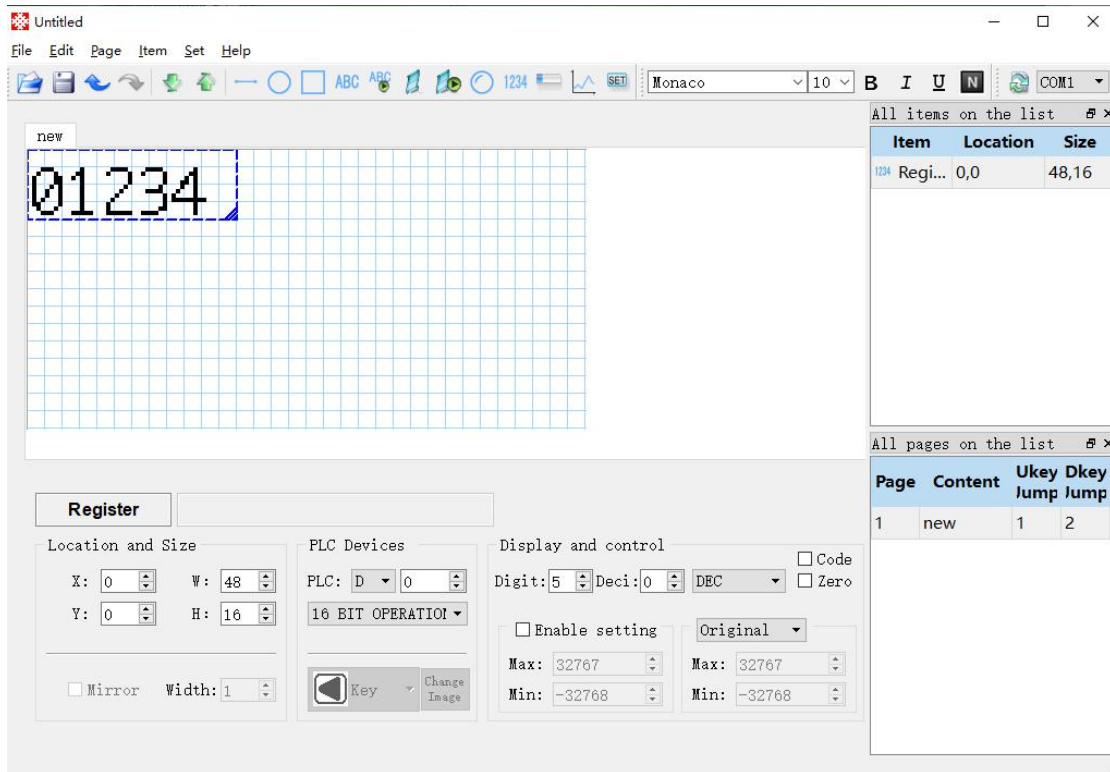 Untitled
File Edit Page Item Set Help
ABC ABC 1234 SET Monaco 10 B I U N COM1
All items on the list
Item Location Size
1234 Regi... 0,0 48,16
new
01234
All pages on the list
Page Content Ukey Jump Dkey Jump
1 new 1 2
Register
Location and Size
X: 0 W: 48
Y: 0 H: 16
Mirror Width: 1
PLC Devices
PLC: D 0
16 BIT OPERATION
Key Change Image
Display and control
Code
Digit: 5 Deci: 0 DEC Zero
Enable setting Original
Max: 32767 Max: 32767
Min: -32768 Min: -32768